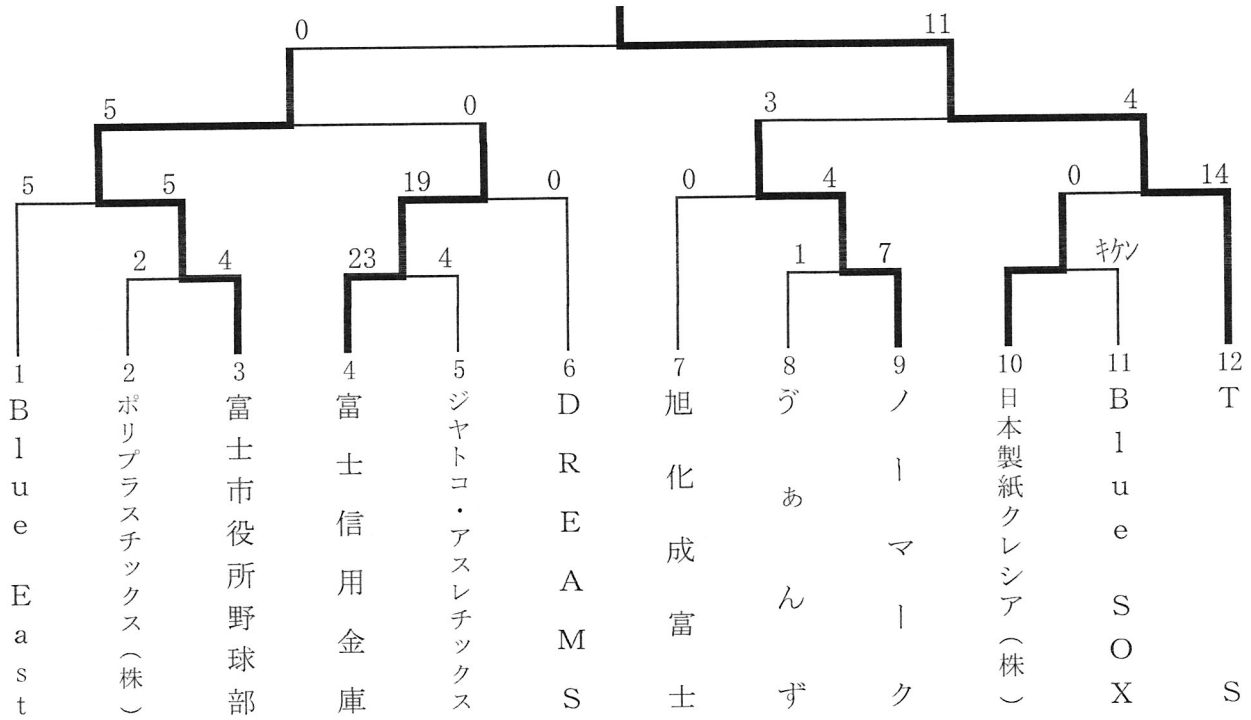 0 11
5 0 3 4
5 5 19 0 0 4 0 14
2 4 23 4 1 7 キケン
1 2 3 4 5 6 7 8 9 10 11 12
Blue East
ポリプラスチックス(株)
富士市役所野球部
富士信用金庫
ジヤトコ・アスレチックス
DREAMS
旭化成富士
ゔぁんず
ノーマーク
日本製紙クレシア(株)
Blue SOX
TS